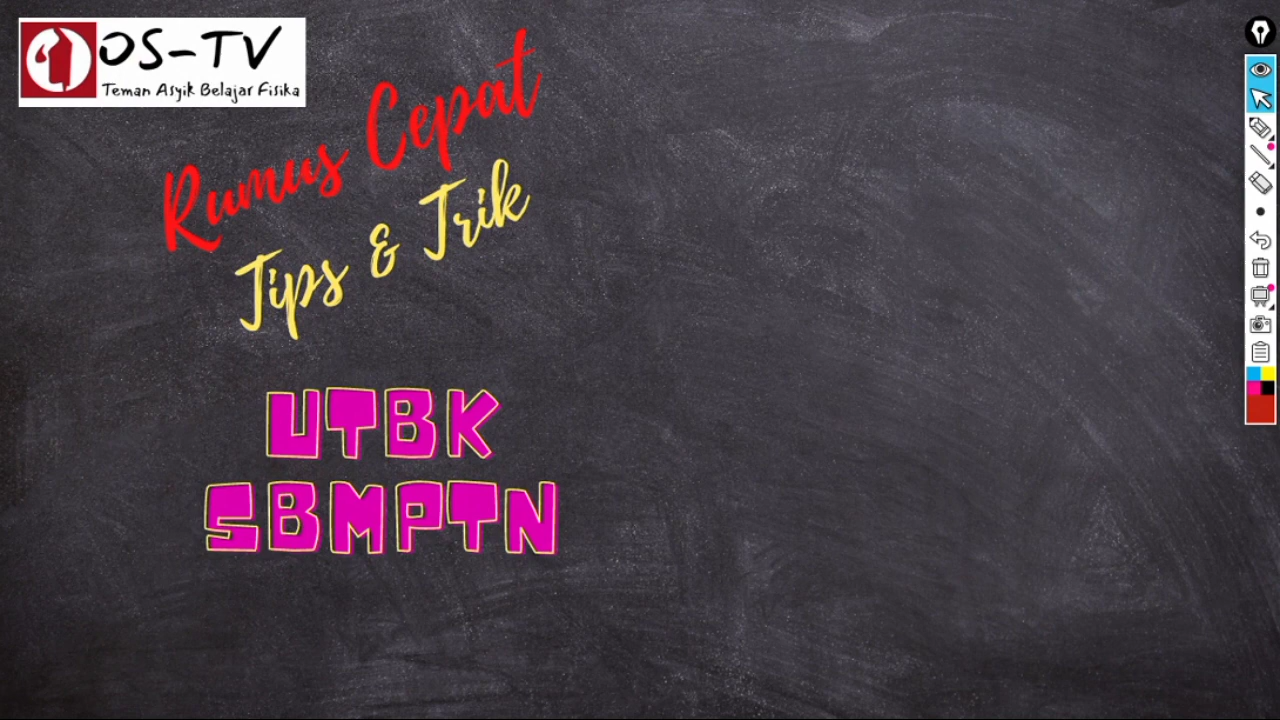 OS-TV
Teman Asyik Belajar Fisika
Rumus Cepat
Tips & Trik
UTBK
SBMPTN